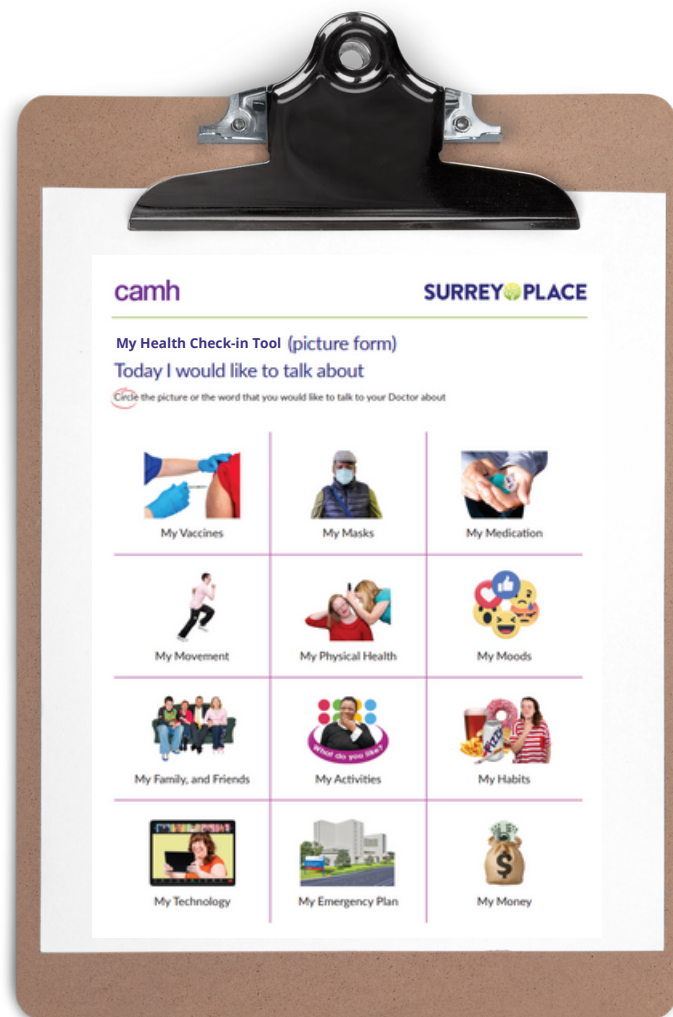 camh
SURREY PLACE
My Health Check-in Tool (picture form)
Today I would like to talk about
Circle the picture or the word that you would like to talk to your Doctor about
My Vaccines
My Masks
My Medication
My Movement
My Physical Health
My Moods
My Family, and Friends
What do you like?
My Activities
My Habits
My Technology
My Emergency Plan
$
My Money